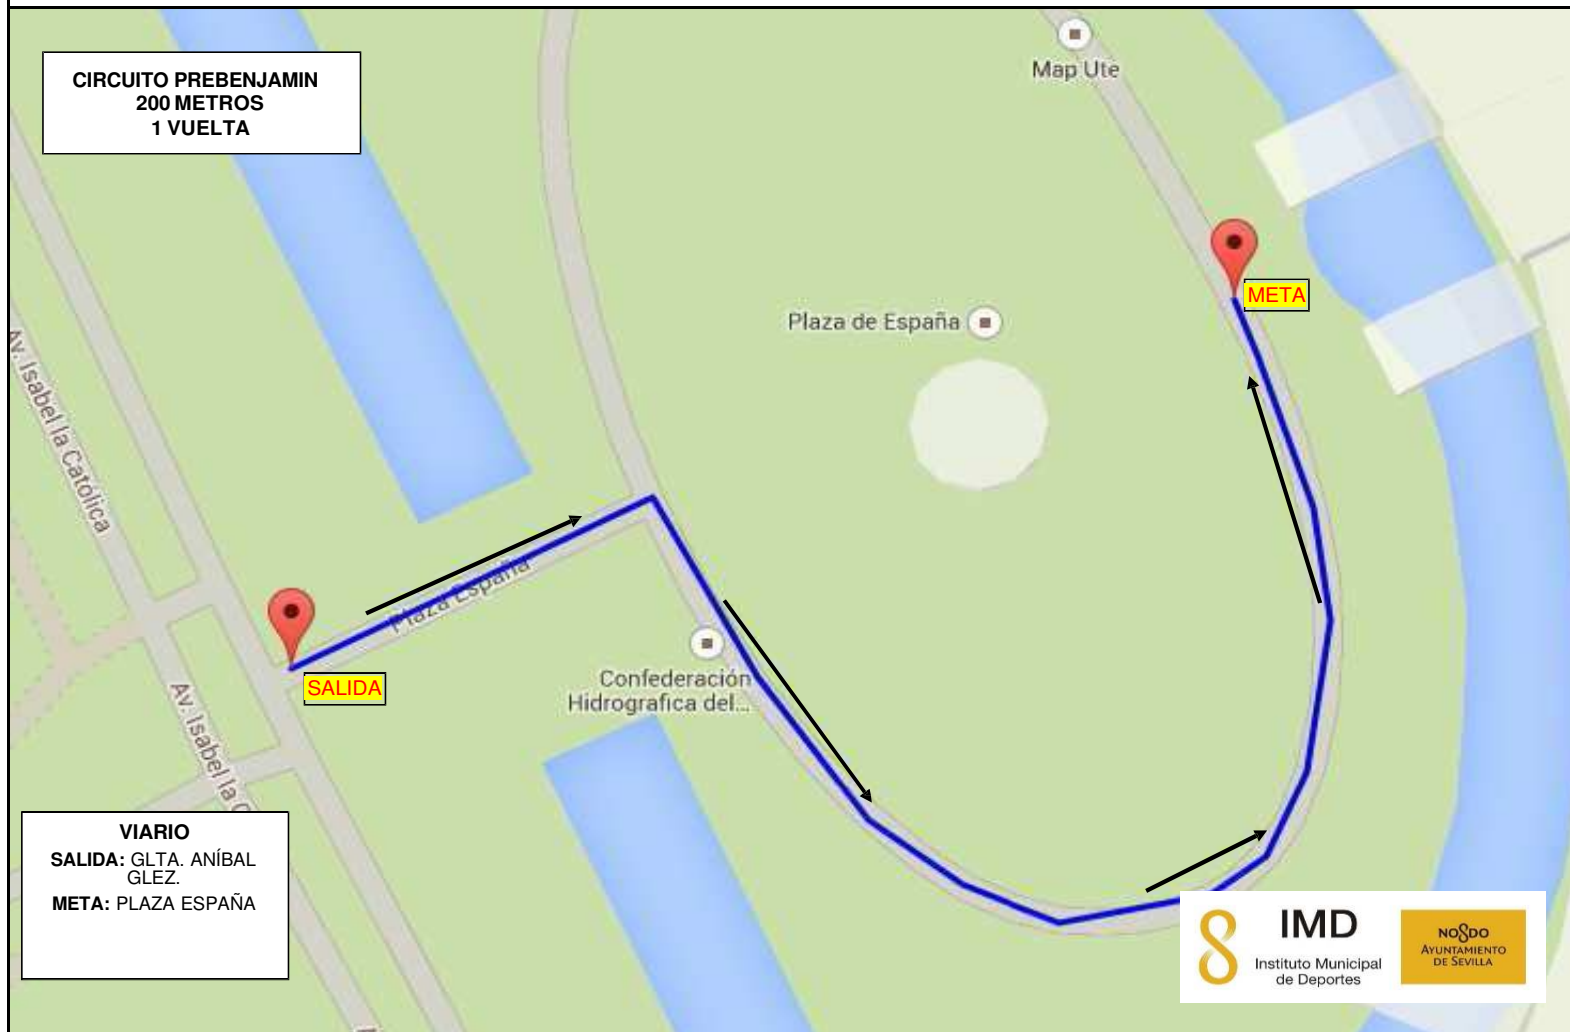 CIRCUITO PREBENJAMIN
200 METROS
1 VUELTA
Map Ute
META
Plaza de España
Av. Isabel la Católica
Plaza España
SALIDA
Confederación
Hidrografica del...
Av. Isabel la C
VIARIO
SALIDA: GLTA. ANÍBAL
GLEZ.
META: PLAZA ESPAÑA
IMD
Instituto Municipal
de Deportes
NO8DO
AYUNTAMIENTO
DE SEVILLA